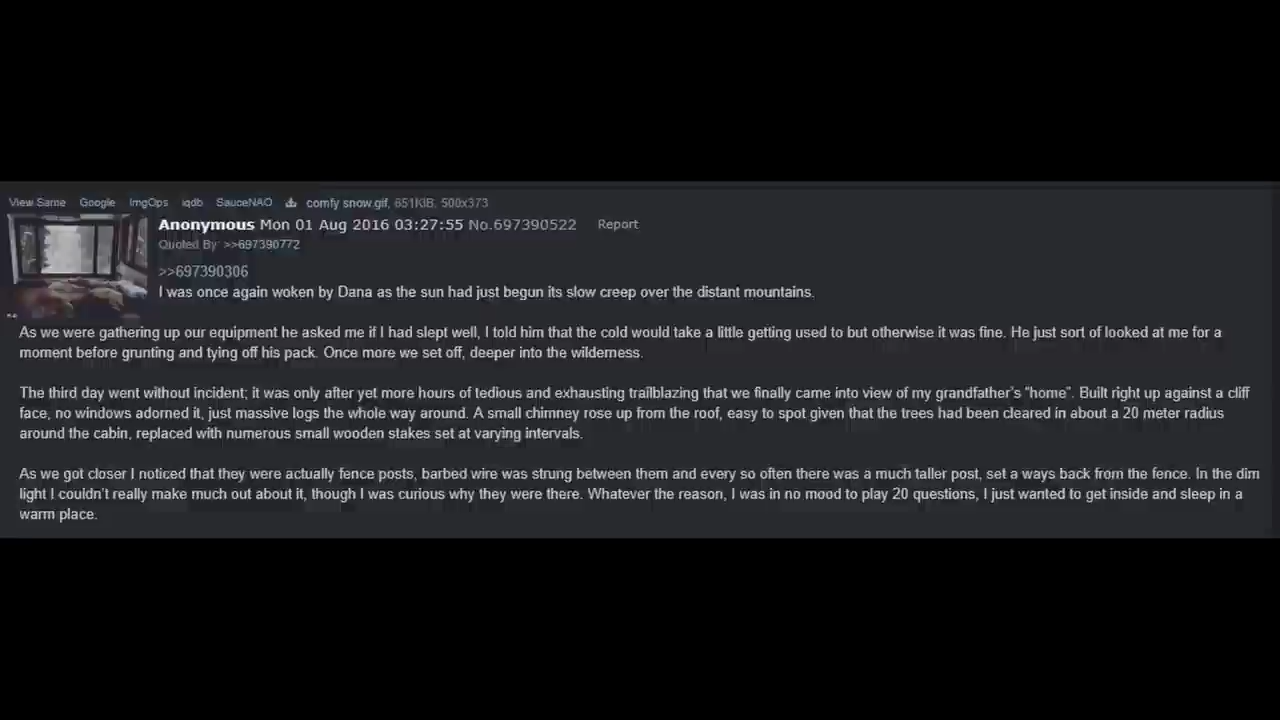 View Same Google ImgOps iqdb SauceNAO comfy snow.gif, 651KiB, 500x373
Anonymous Mon 01 Aug 2016 03:27:55 No.697390522 Report
Quoted By: >>697390772
>>697390306
I was once again woken by Dana as the sun had just begun its slow creep over the distant mountains.
As we were gathering up our equipment he asked me if I had slept well, I told him that the cold would take a little getting used to but otherwise it was fine. He just sort of looked at me for a
moment before grunting and tying off his pack. Once more we set off, deeper into the wilderness.
The third day went without incident; it was only after yet more hours of tedious and exhausting trailblazing that we finally came into view of my grandfather's "home". Built right up against a cliff
face, no windows adorned it, just massive logs the whole way around. A small chimney rose up from the roof, easy to spot given that the trees had been cleared in about a 20 meter radius
around the cabin, replaced with numerous small wooden stakes set at varying intervals.
As we got closer I noticed that they were actually fence posts, barbed wire was strung between them and every so often there was a much taller post, set a ways back from the fence. In the dim
light I couldn't really make much out about it, though I was curious why they were there. Whatever the reason, I was in no mood to play 20 questions, I just wanted to get inside and sleep in a
warm place.